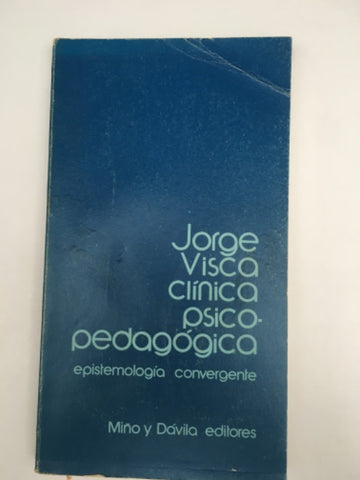 Jorge
Visca
clínica
psico-
pedagógica
epistemología convergente
Miño y Dávila editores